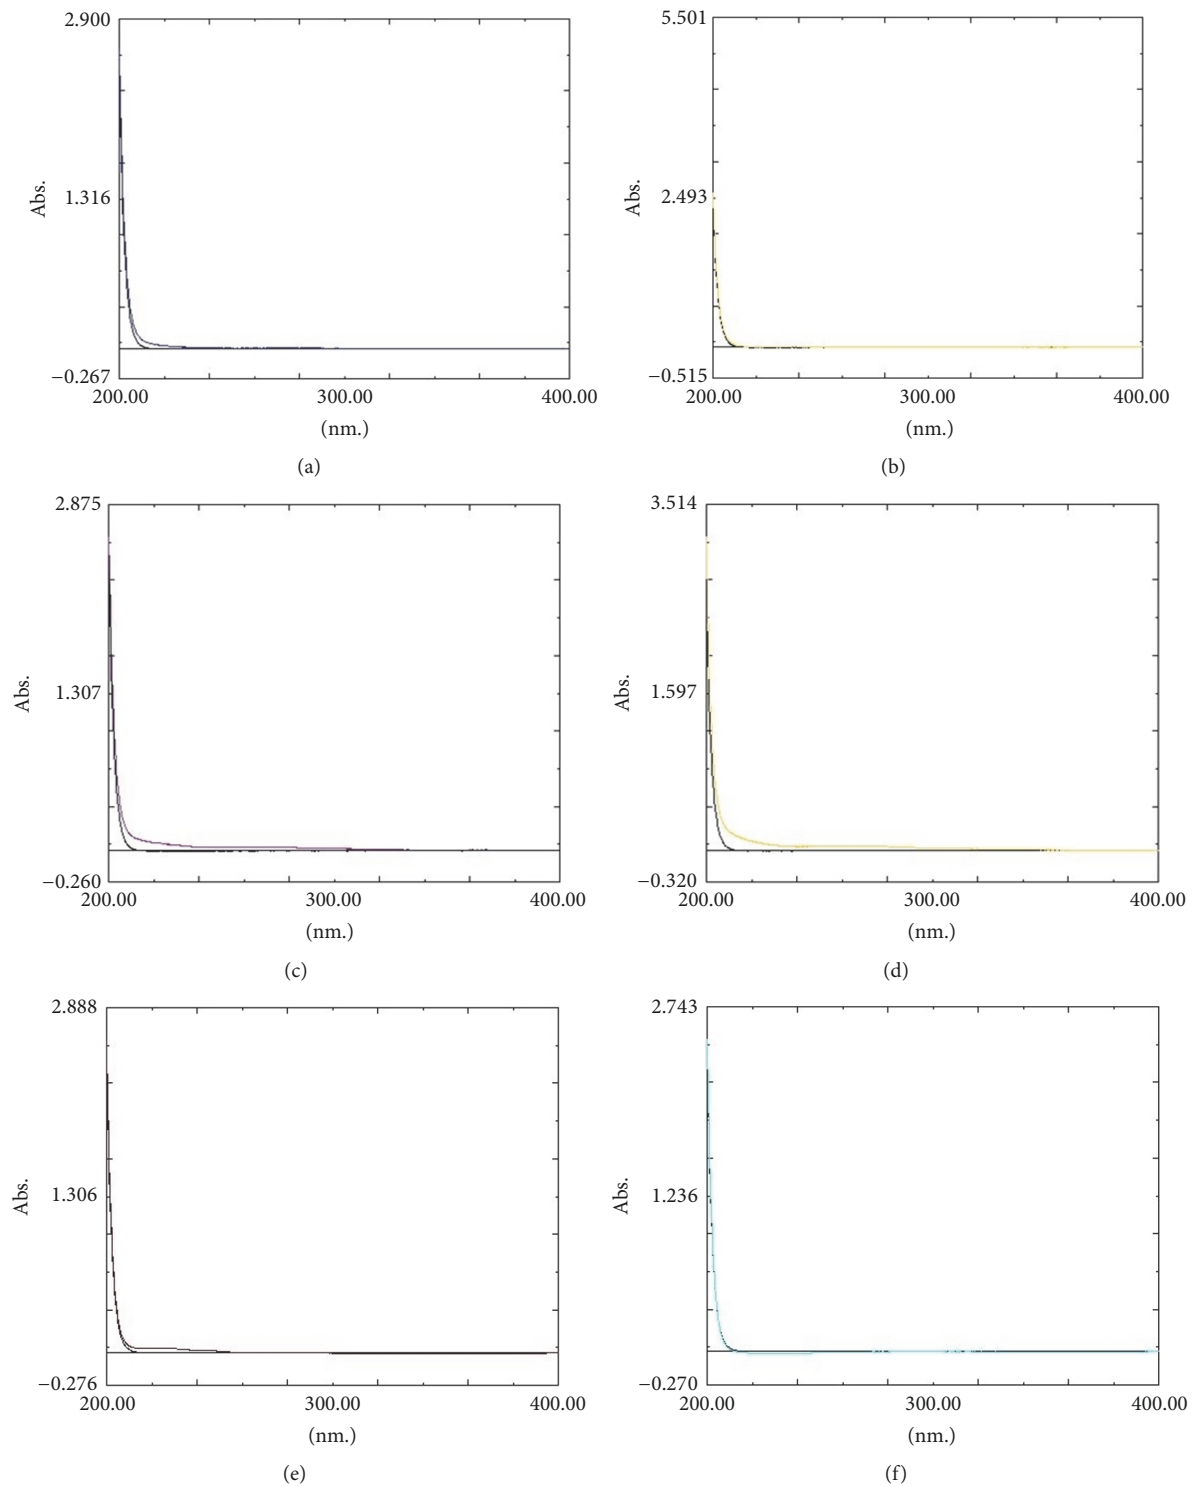 2.900
Abs.
1.316
−0.267
200.00 300.00 400.00
(nm.)
(a)
5.501
Abs.
2.493
−0.515
200.00 300.00 400.00
(nm.)
(b)
2.875
Abs.
1.307
−0.260
200.00 300.00 400.00
(nm.)
(c)
3.514
Abs.
1.597
−0.320
200.00 300.00 400.00
(nm.)
(d)
2.888
Abs.
1.306
−0.276
200.00 300.00 400.00
(nm.)
(e)
2.743
Abs.
1.236
−0.270
200.00 300.00 400.00
(nm.)
(f)